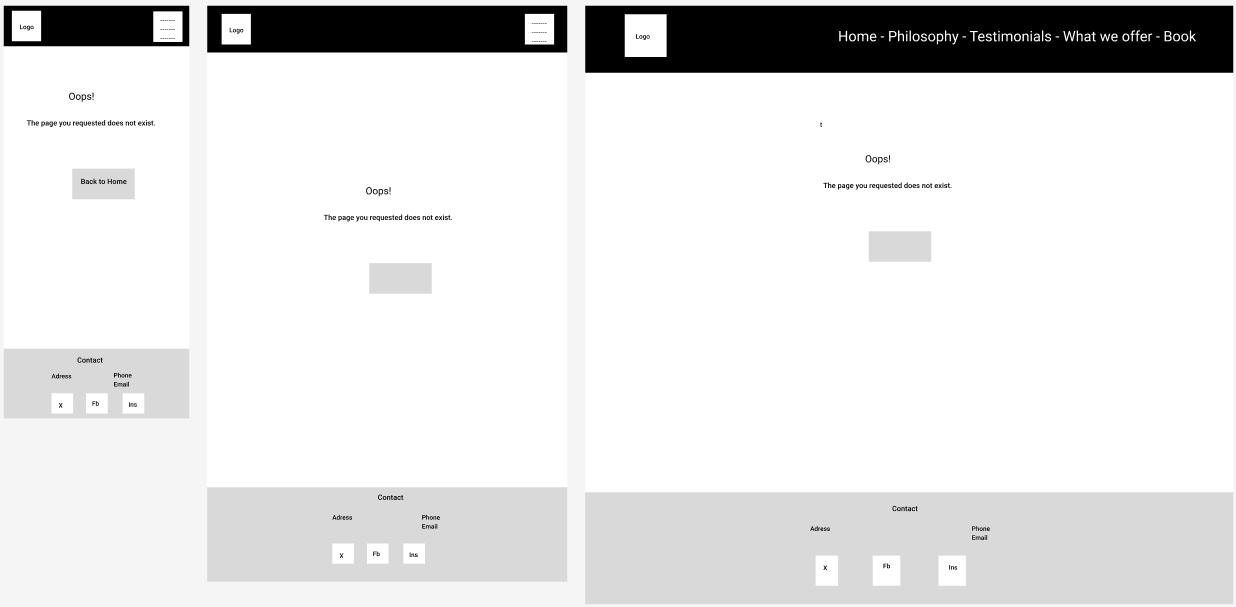 Logo
-------
-------
-------
Oops!
The page you requested does not exist.
Back to Home
Contact
Adress
Phone
Email
X
Fb
Ins
Logo
-------
-------
-------
Oops!
The page you requested does not exist.
Contact
Adress
Phone
Email
X
Fb
Ins
Logo
Home - Philosophy - Testimonials - What we offer - Book
t
Oops!
The page you requested does not exist.
Contact
Adress
Phone
Email
X
Fb
Ins